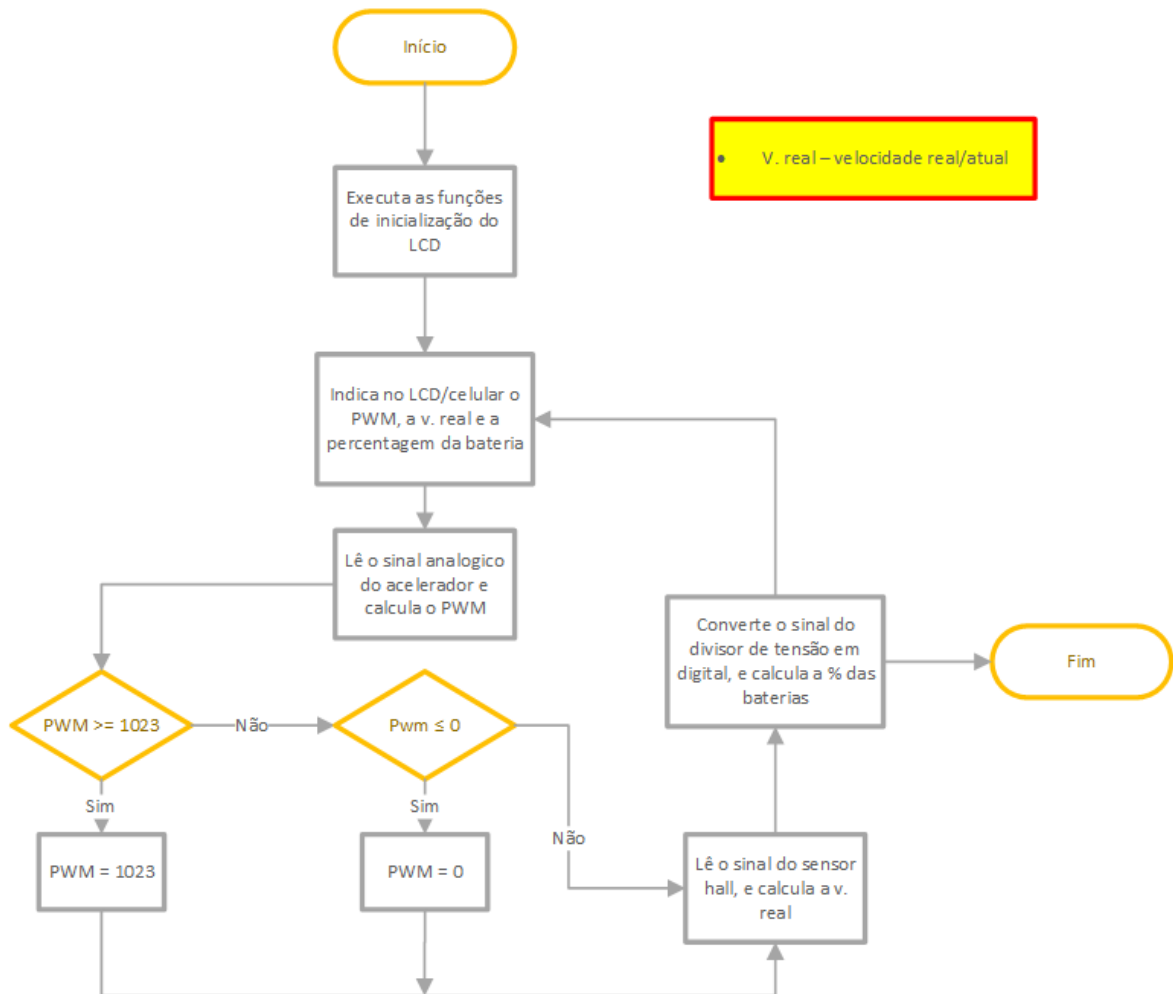 Início
• V. real – velocidade real/atual
Executa as funções
de inicialização do
LCD
Indica no LCD/celular o
PWM, a v. real e a
percentagem da bateria
Lê o sinal analogico
do acelerador e
calcula o PWM
Converte o sinal do
divisor de tensão em
digital, e calcula a % das
baterias
Fim
PWM >= 1023
Não
Pwm ≤ 0
Sim
Sim
Não
PWM = 1023
PWM = 0
Lê o sinal do sensor
hall, e calcula a v.
real